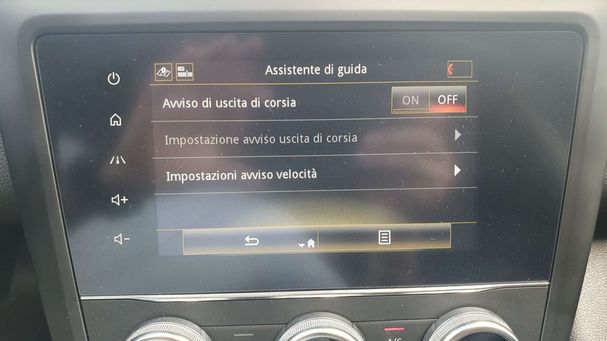 Assistente di guida
Avviso di uscita di corsia ON OFF
Impostazione avviso uscita di corsia
Impostazioni avviso velocità
A/C